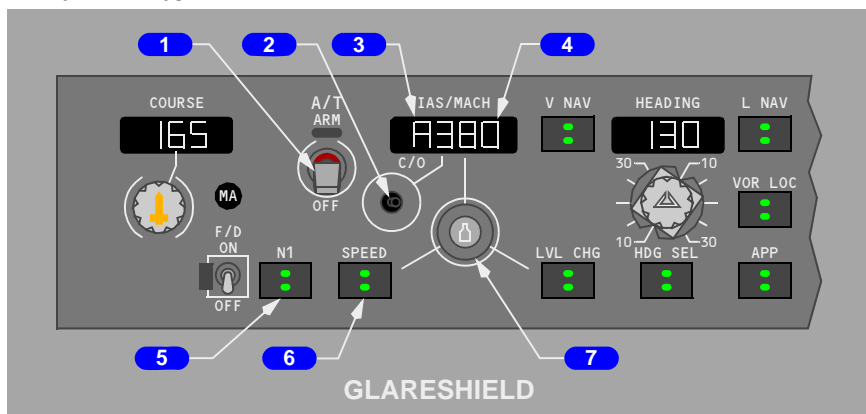 1
2
3
4
COURSE
A/T
ARM
IAS/MACH
V NAV
HEADING
L NAV
165
A380
130
C/O
30
10
OFF
VOR LOC
MA
F/D
ON
N1
SPEED
10
30
LVL CHG
HDG SEL
APP
OFF
5
6
7
GLARESHIELD